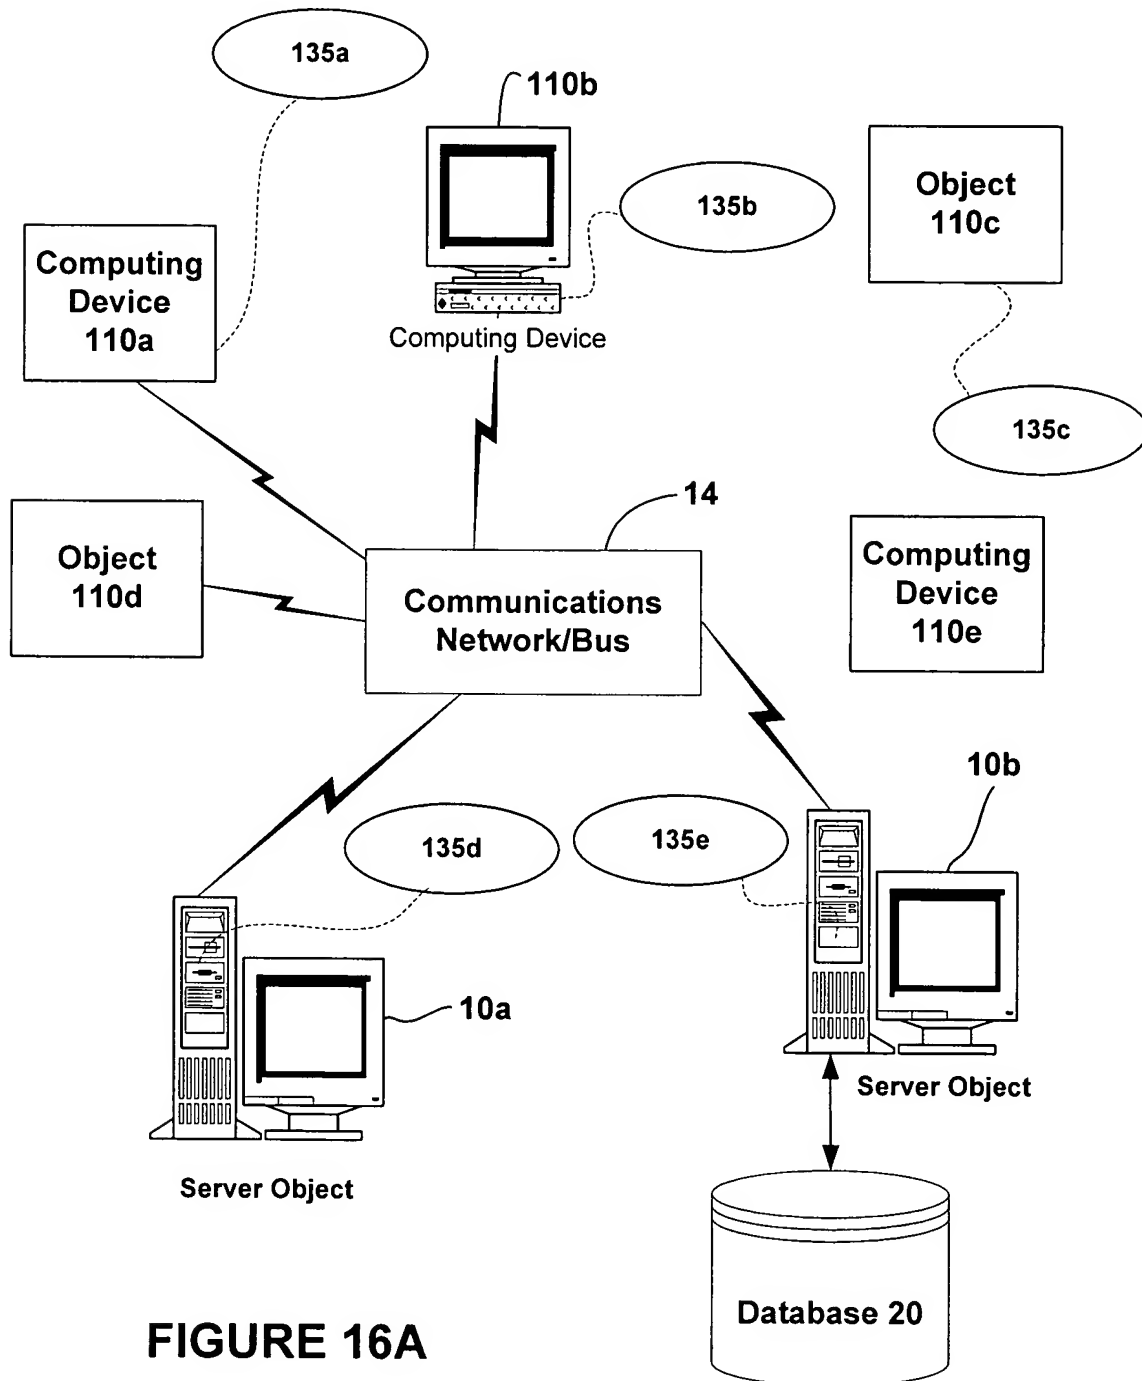 135a
110b
135b
Object
110c
Computing
Device
110a
Computing Device
135c
14
Object
110d
Communications
Network/Bus
Computing
Device
110e
10b
135d
135e
10a
Server Object
Server Object
Database 20
FIGURE 16A